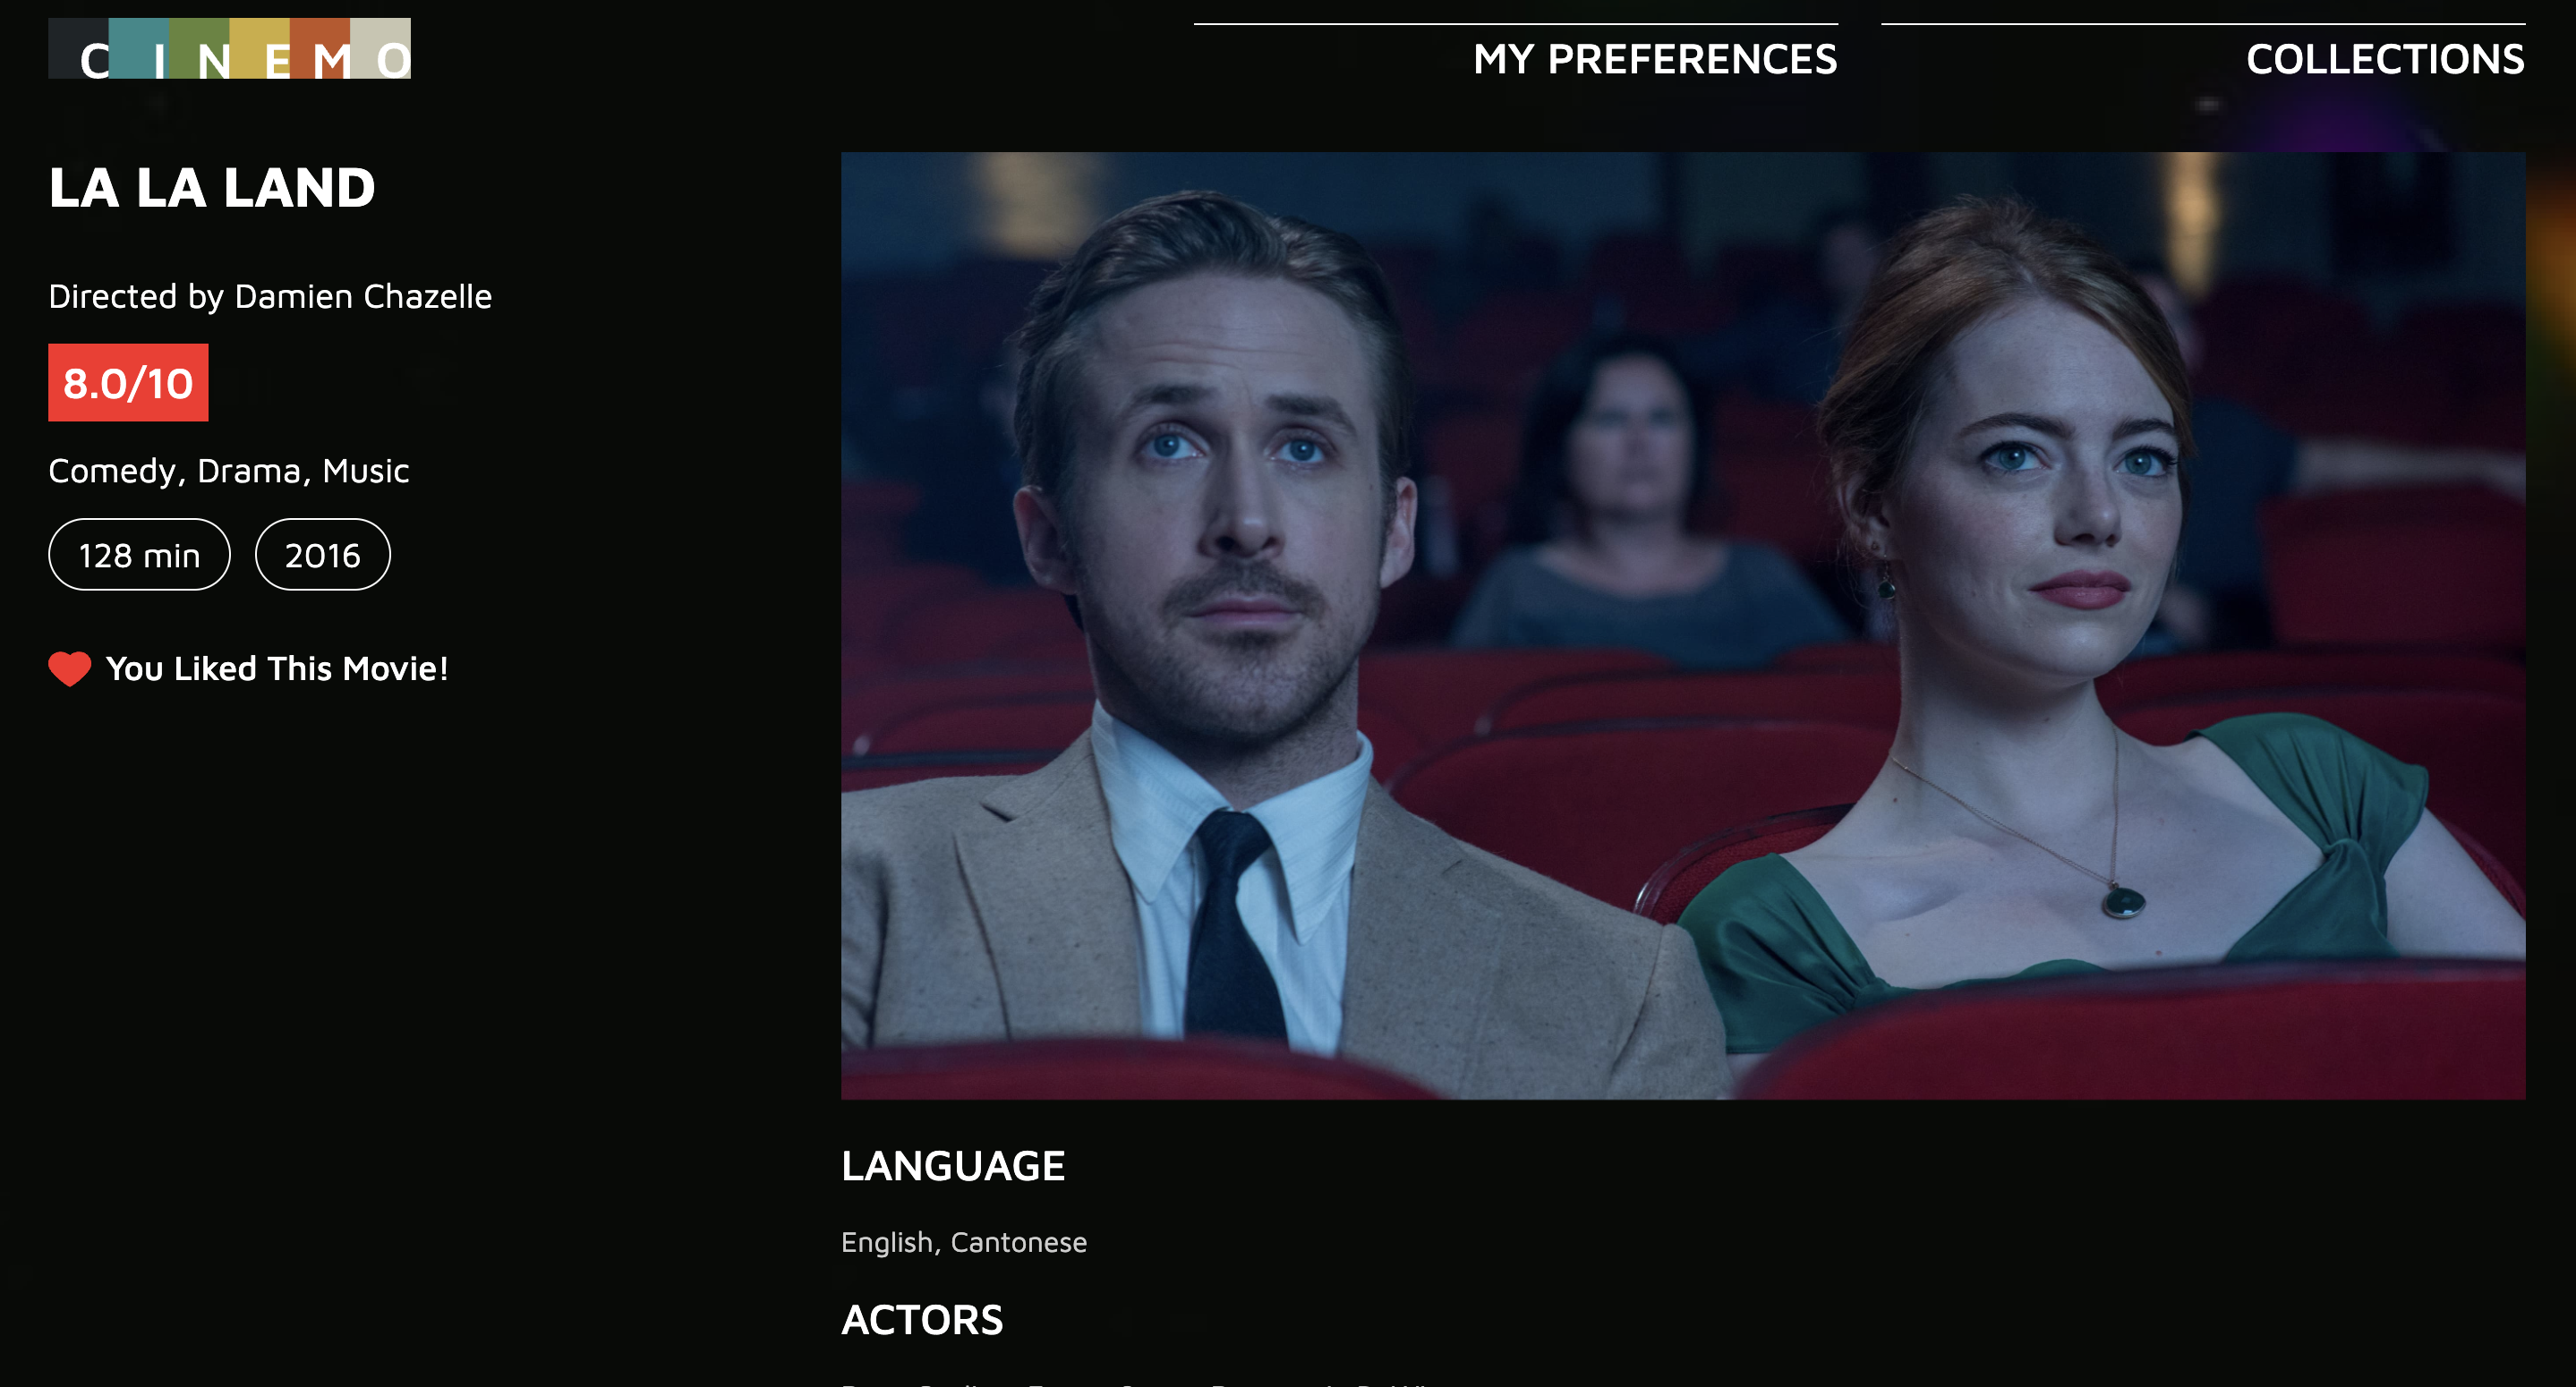 CINEMO
MY PREFERENCES
COLLECTIONS
LA LA LAND
Directed by Damien Chazelle
8.0/10
Comedy, Drama, Music
128 min
2016
You Liked This Movie!
LANGUAGE
English, Cantonese
ACTORS